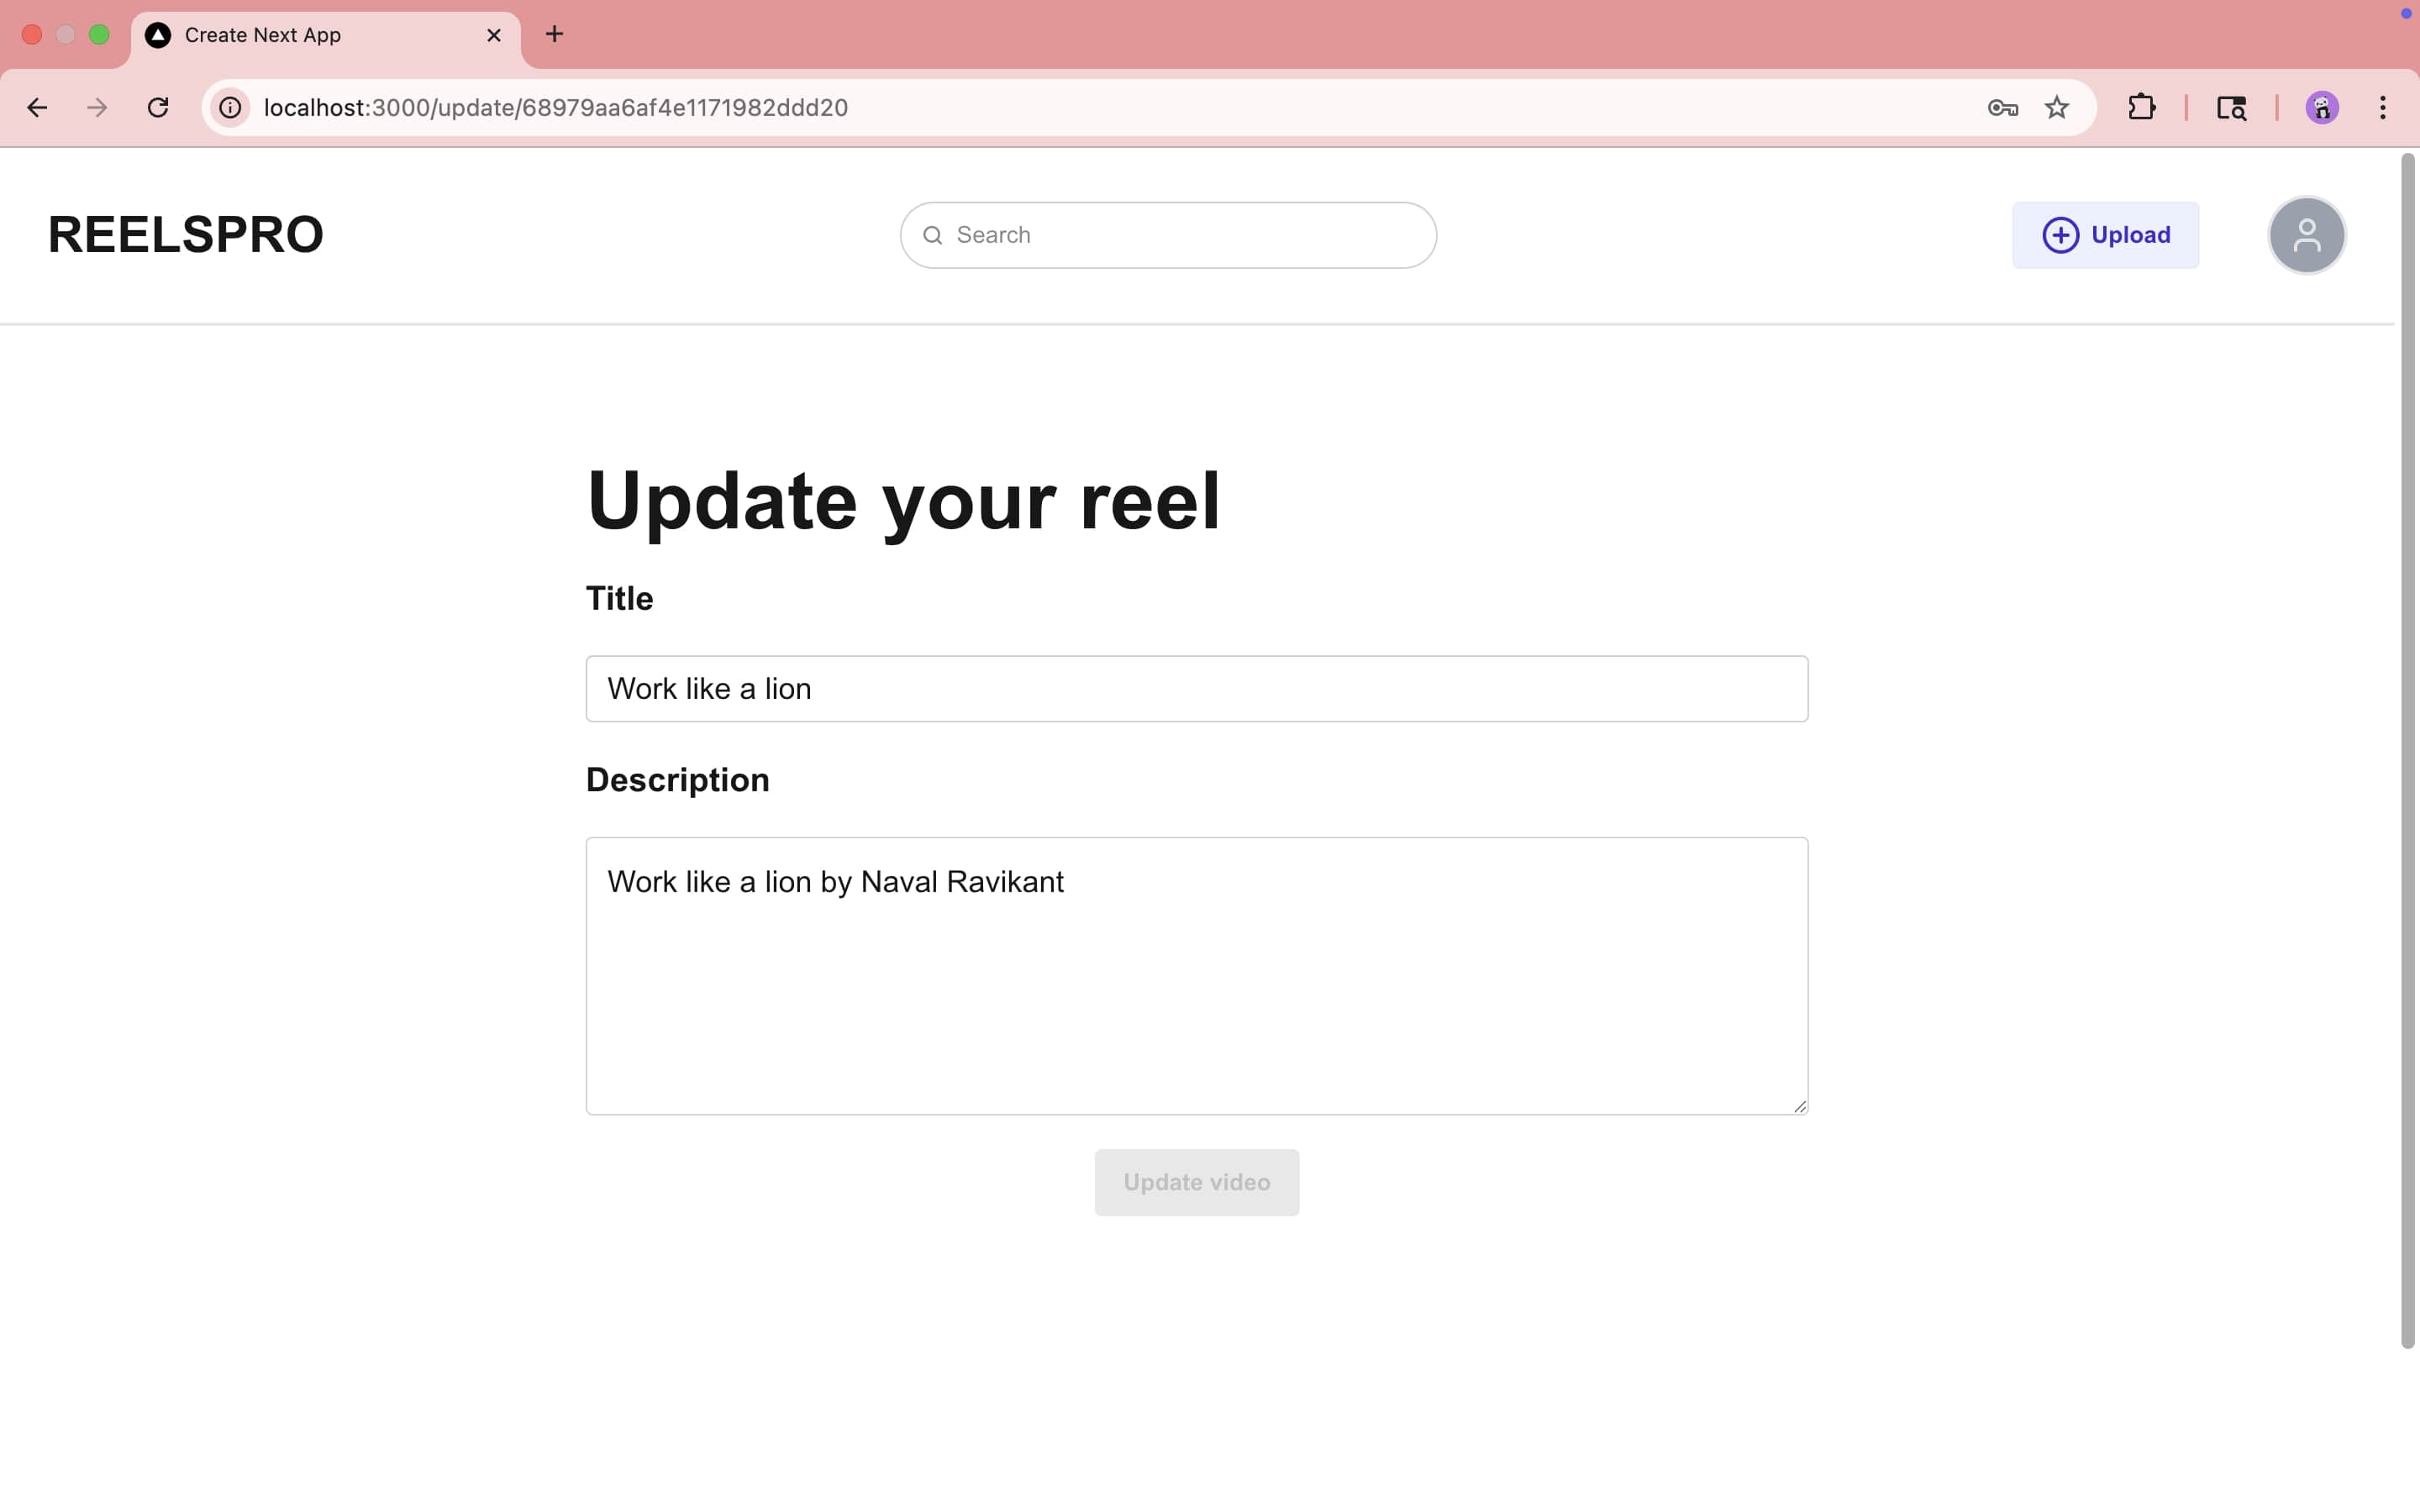 Create Next App
localhost:3000/update/68979aa6af4e1171982ddd20
REELSPRO
Search
Upload
Update your reel
Title
Work like a lion
Description
Work like a lion by Naval Ravikant
Update video